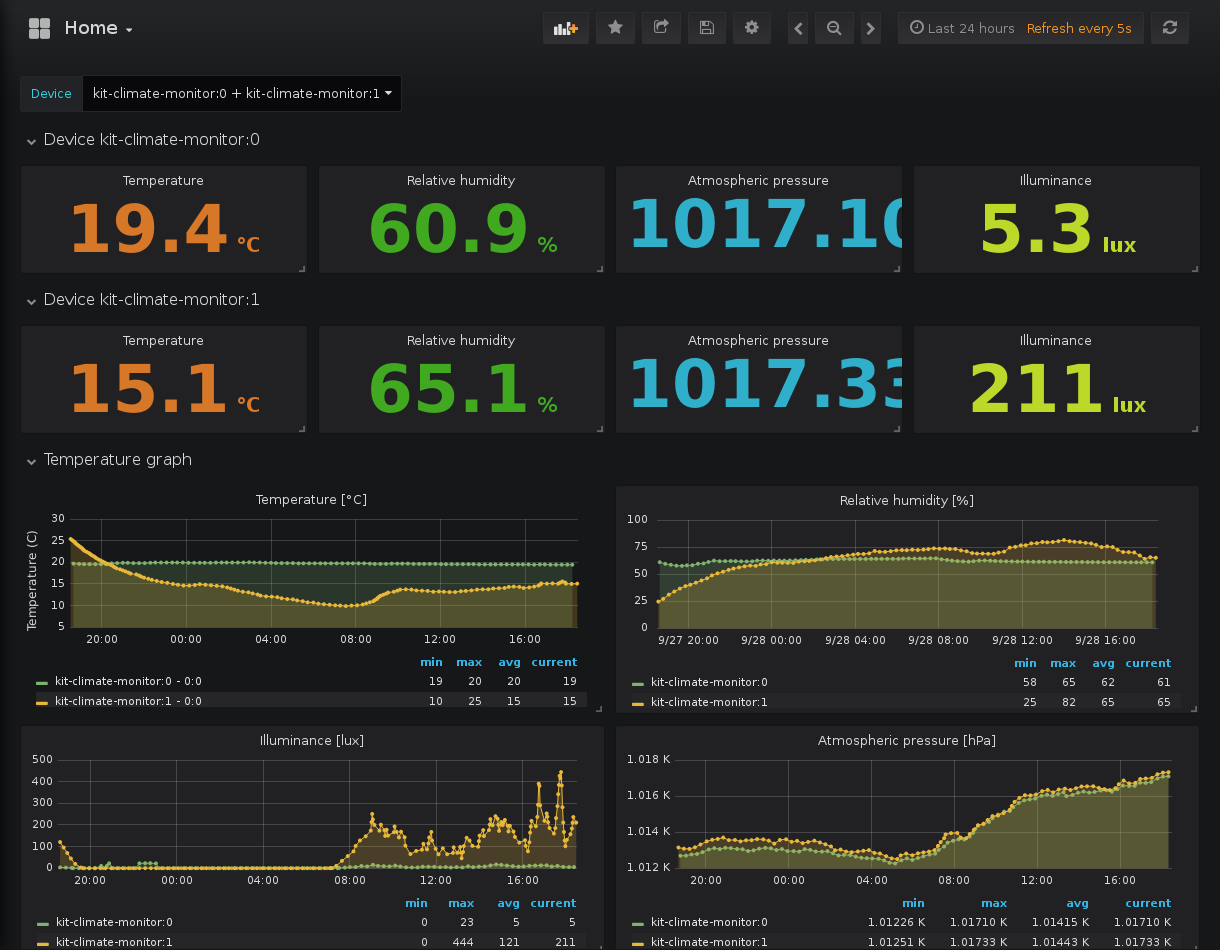 Home
Last 24 hours Refresh every 5s
Device kit-climate-monitor:0 + kit-climate-monitor:1
Device kit-climate-monitor:0
Temperature Relative humidity Atmospheric pressure Illuminance
19.4 °C 60.9 % 1017.10 5.3 lux
Device kit-climate-monitor:1
Temperature Relative humidity Atmospheric pressure Illuminance
15.1 °C 65.1 % 1017.33 211 lux
Temperature graph
Temperature [°C]
Temperature (C)
30
25
20
15
10
5
20:00 00:00 04:00 08:00 12:00 16:00
min max avg current
kit-climate-monitor:0 - 0:0 19 20 20 19
kit-climate-monitor:1 - 0:0 10 25 15 15
Relative humidity [%]
100
75
50
25
0
9/27 20:00 9/28 00:00 9/28 04:00 9/28 08:00 9/28 12:00 9/28 16:00
min max avg current
kit-climate-monitor:0 58 65 62 61
kit-climate-monitor:1 25 82 65 65
Illuminance [lux]
500
400
300
200
100
0
20:00 00:00 04:00 08:00 12:00 16:00
min max avg current
kit-climate-monitor:0 0 23 5 5
kit-climate-monitor:1 0 444 121 211
Atmospheric pressure [hPa]
1.018 K
1.016 K
1.014 K
1.012 K
20:00 00:00 04:00 08:00 12:00 16:00
min max avg current
kit-climate-monitor:0 1.01226 K 1.01710 K 1.01415 K 1.01710 K
kit-climate-monitor:1 1.01251 K 1.01733 K 1.01443 K 1.01733 K